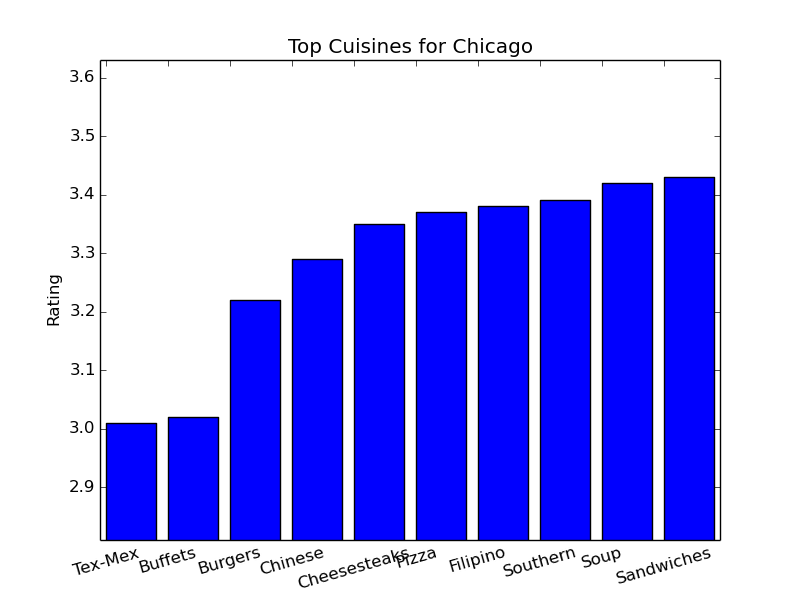 Top Cuisines for Chicago
3.6
3.5
3.4
3.3
3.2
3.1
3.0
2.9
Rating
Tex-Mex
Buffets
Burgers
Chinese
Cheesesteaks
Pizza
Filipino
Southern
Soup
Sandwiches